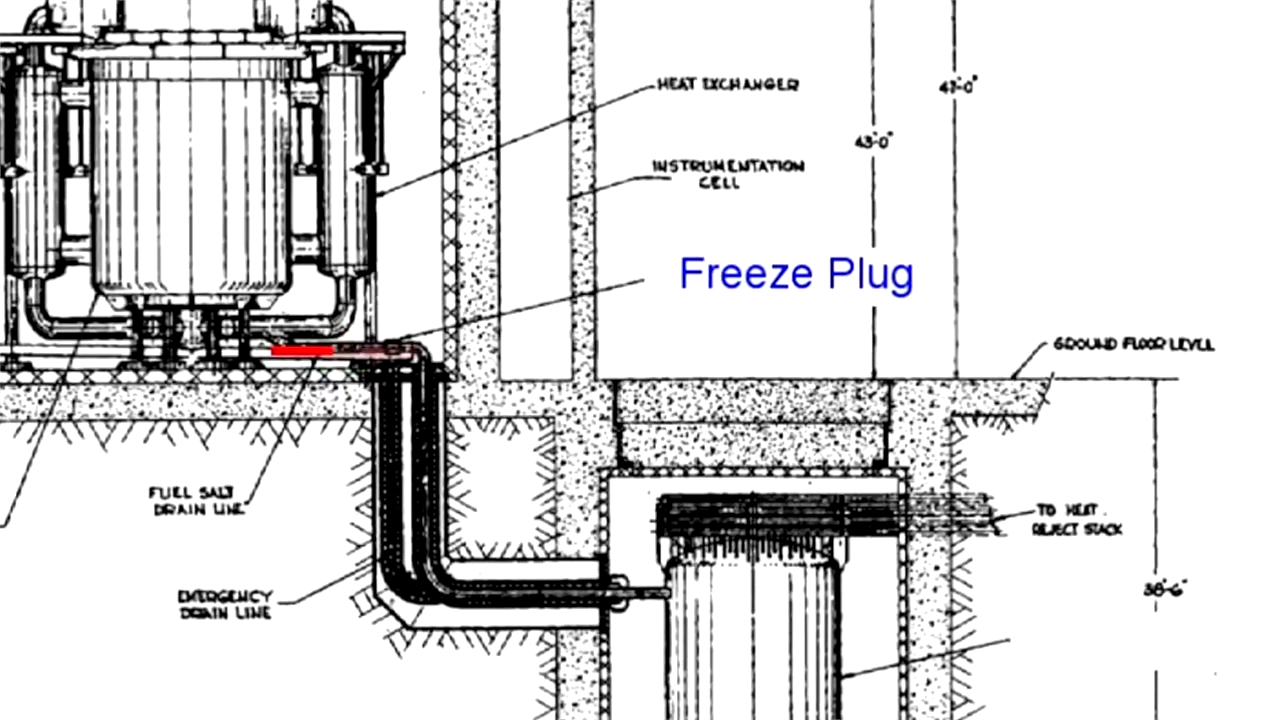 HEAT EXCHANGER
47'-0"
43'-0"
INSTRUMENTATION
CELL
Freeze Plug
GROUND FLOOR LEVEL
FUEL SALT
DRAIN LINE
TO HEAT
REJECT STACK
EMERGENCY
DRAIN LINE
38'-6"